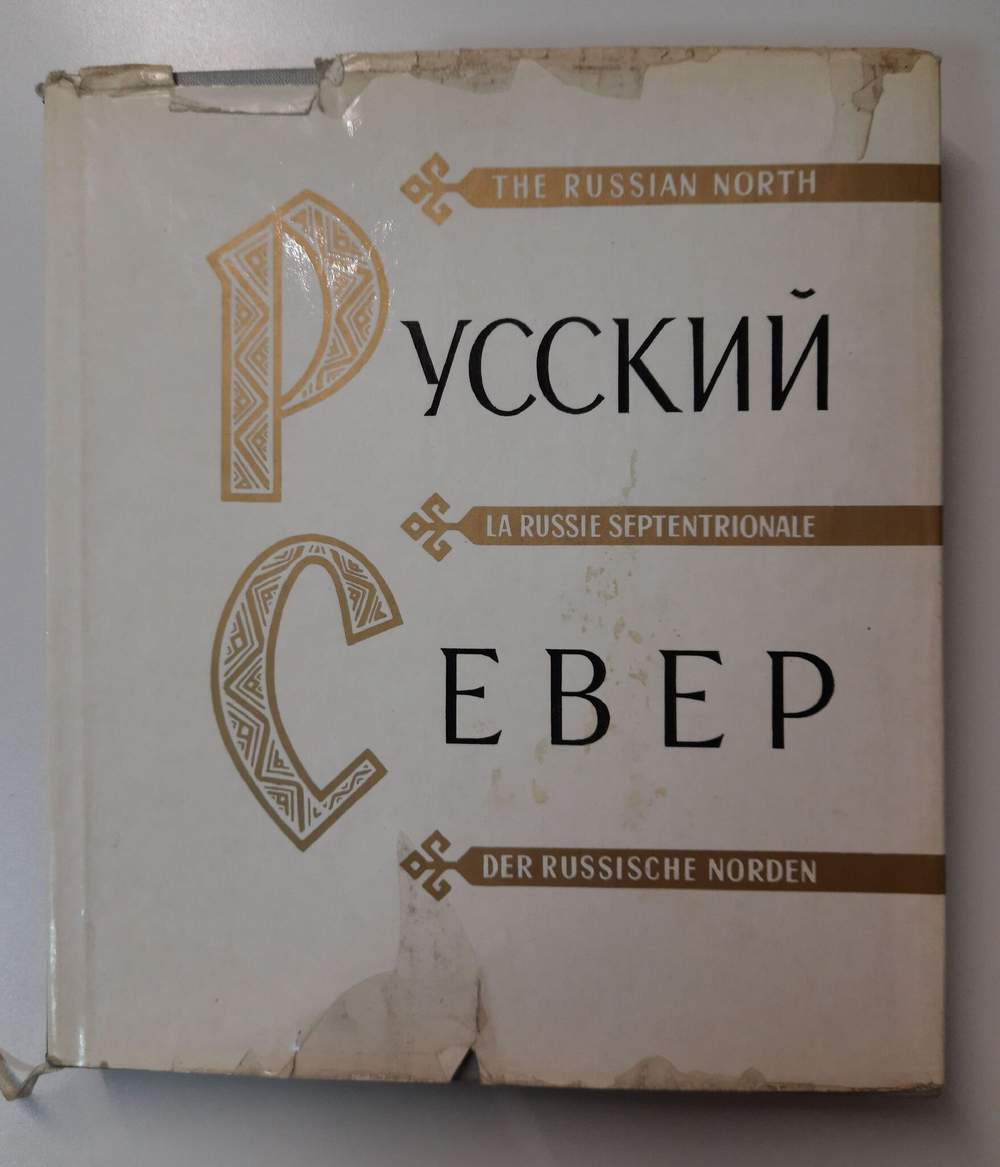 THE RUSSIAN NORTH
РУССКИЙ
LA RUSSIE SEPTENTRIONALE
СЕВЕР
DER RUSSISCHE NORDEN